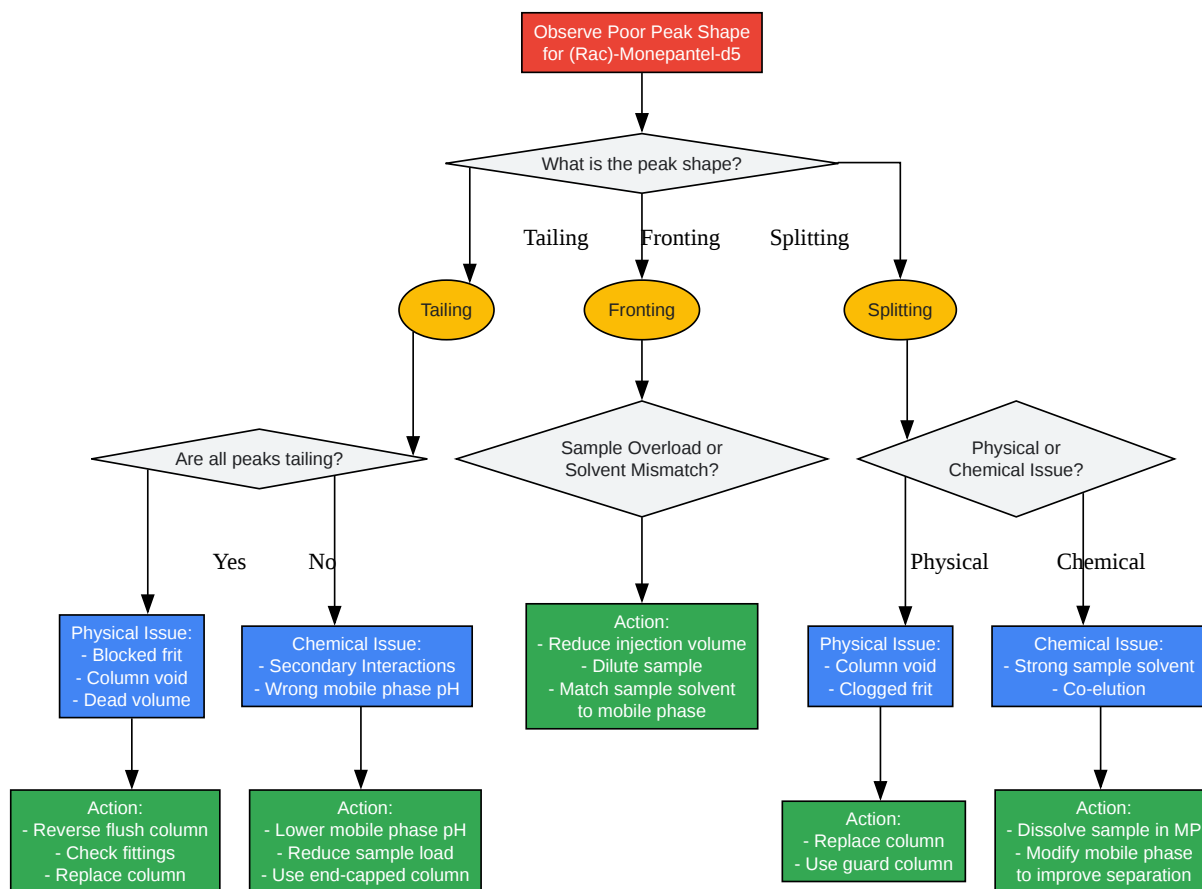 Observe Poor Peak Shape
for (Rac)-Monepantel-d5
What is the peak shape?
Tailing
Fronting
Splitting
Tailing
Fronting
Splitting
Are all peaks tailing?
Sample Overload or
Solvent Mismatch?
Physical or
Chemical Issue?
Yes
No
Physical
Chemical
Physical Issue:
- Blocked frit
- Column void
- Dead volume
Chemical Issue:
- Secondary Interactions
- Wrong mobile phase pH
Action:
- Reduce injection volume
- Dilute sample
- Match sample solvent
to mobile phase
Physical Issue:
- Column void
- Clogged frit
Chemical Issue:
- Strong sample solvent
- Co-elution
Action:
- Reverse flush column
- Check fittings
- Replace column
Action:
- Lower mobile phase pH
- Reduce sample load
- Use end-capped column
Action:
- Replace column
- Use guard column
Action:
- Dissolve sample in MP
- Modify mobile phase
to improve separation